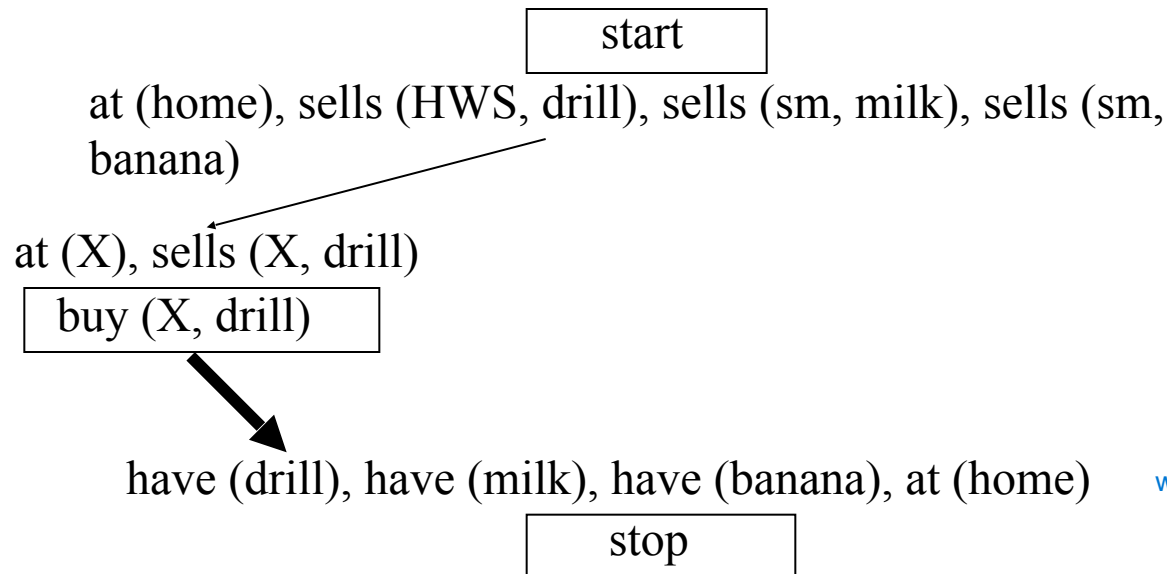 start
at (home), sells (HWS, drill), sells (sm, milk), sells (sm,
banana)
at (X), sells (X, drill)
buy (X, drill)
have (drill), have (milk), have (banana), at (home)
stop